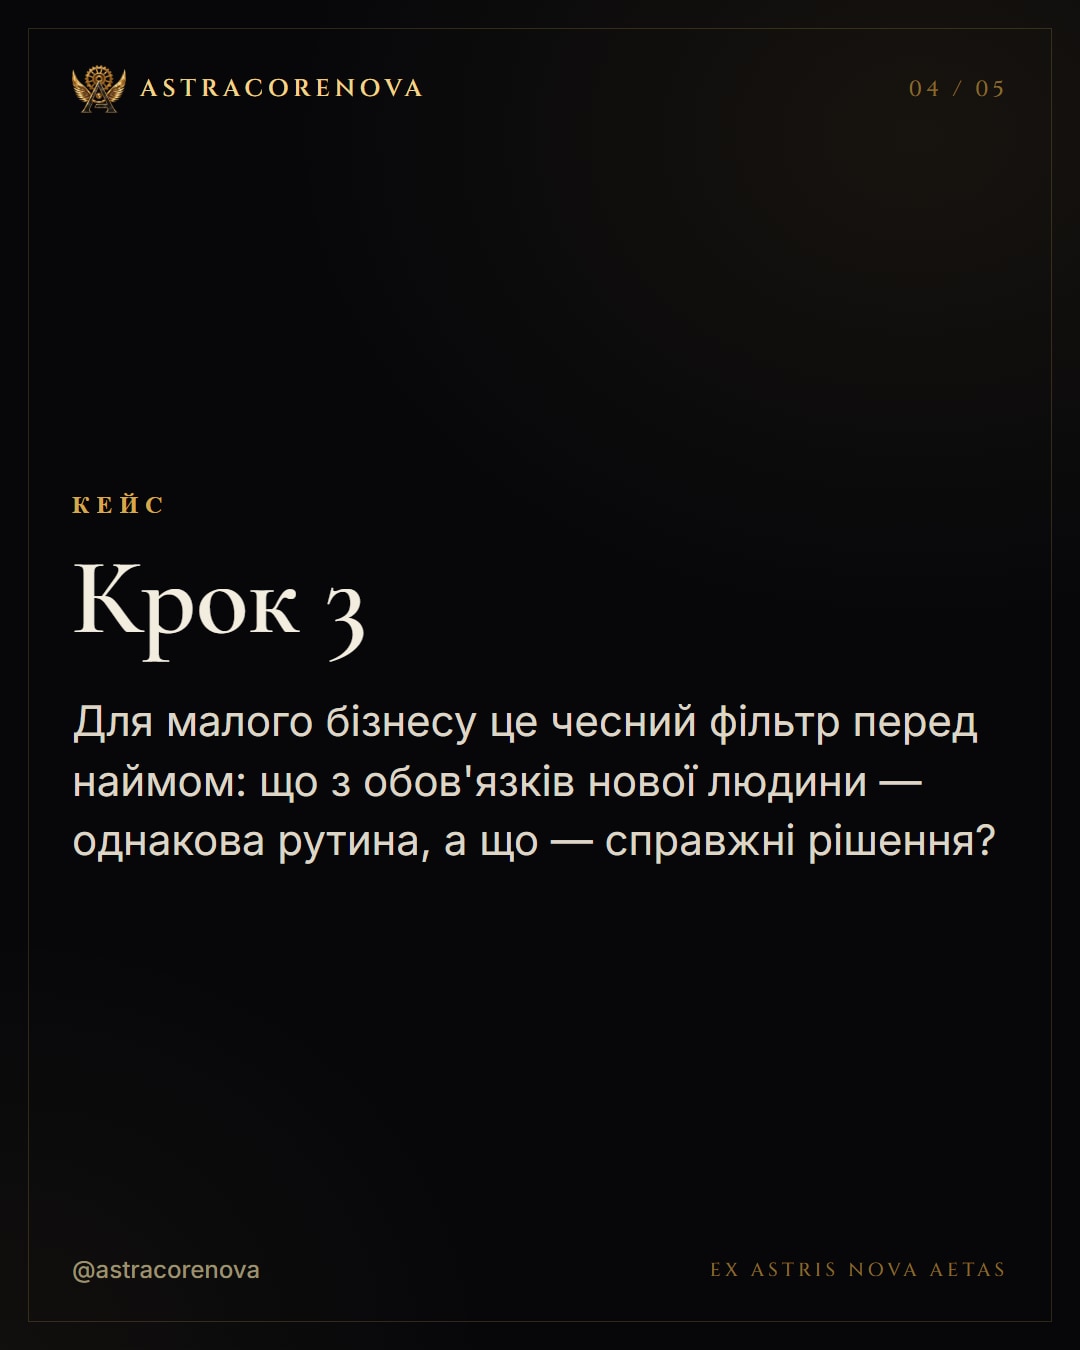 ASTRACORENOVA
04 / 05
КЕЙС
Крок 3
Для малого бізнесу це чесний фільтр перед
наймом: що з обов'язків нової людини —
однакова рутина, а що — справжні рішення?
@astracorenova
EX ASTRIS NOVA AETAS